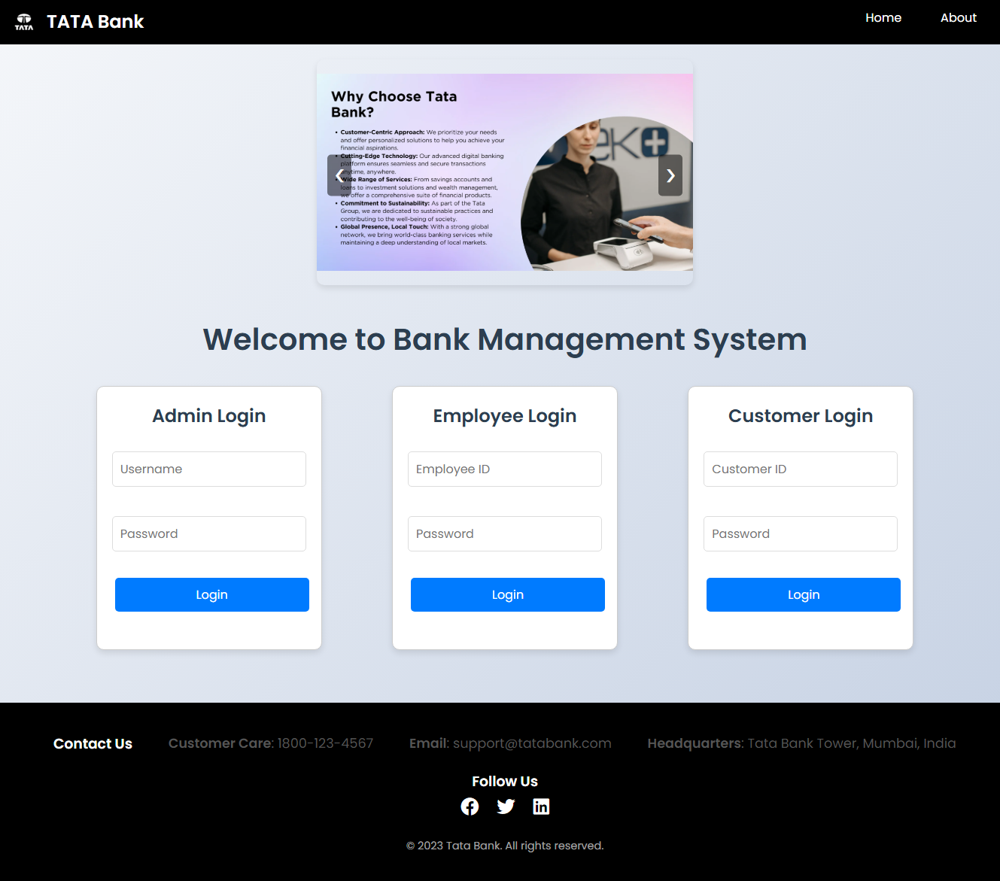 TATA
TATA Bank
Home
About
Why Choose Tata
Bank?
• Customer-Centric Approach: We prioritize your needs
and offer personalized solutions to help you achieve your
financial aspirations.
• Cutting-Edge Technology: Our advanced digital banking
platform ensures seamless and secure transactions
anytime, anywhere.
• Wide Range of Services: From savings accounts and
loans to investment solutions and wealth management,
we offer a comprehensive suite of financial products.
• Commitment to Sustainability: As part of the Tata
Group, we are dedicated to sustainable practices and
contributing to the well-being of society.
• Global Presence, Local Touch: With a strong global
network, we bring world-class banking services while
maintaining a deep understanding of local markets.
❮
❯
Welcome to Bank Management System
Admin Login
Username
Password
Login
Employee Login
Employee ID
Password
Login
Customer Login
Customer ID
Password
Login
Contact Us
Customer Care: 1800-123-4567
Email: support@tatabank.com
Headquarters: Tata Bank Tower, Mumbai, India
Follow Us
© 2023 Tata Bank. All rights reserved.